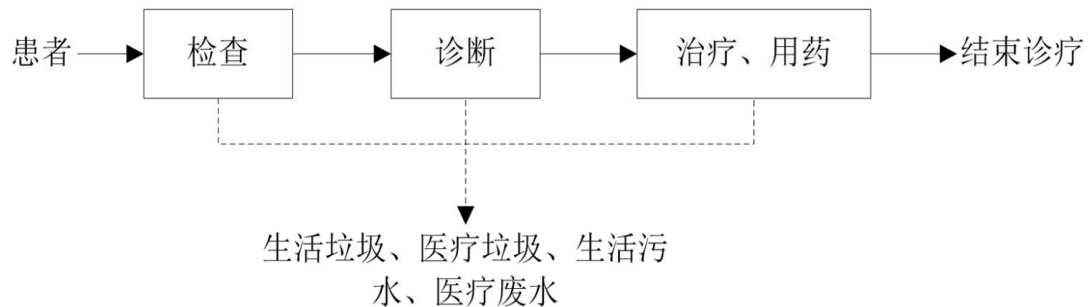 患者
检查
诊断
治疗、用药
结束诊疗
生活垃圾、医疗垃圾、生活污
水、医疗废水